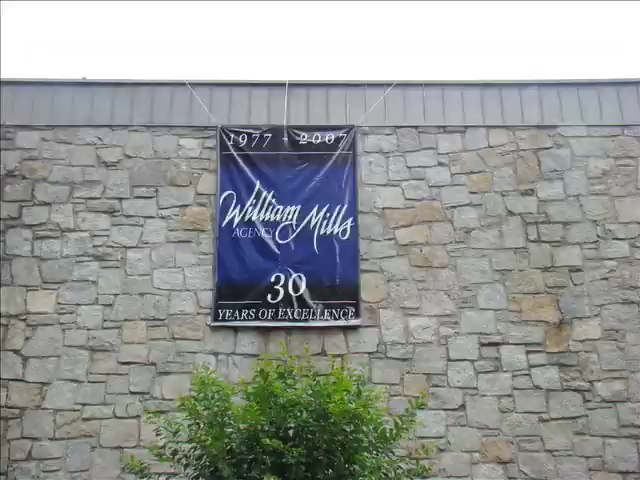 1977 - 2007
William Mills
AGENCY
30
YEARS OF EXCELLENCE